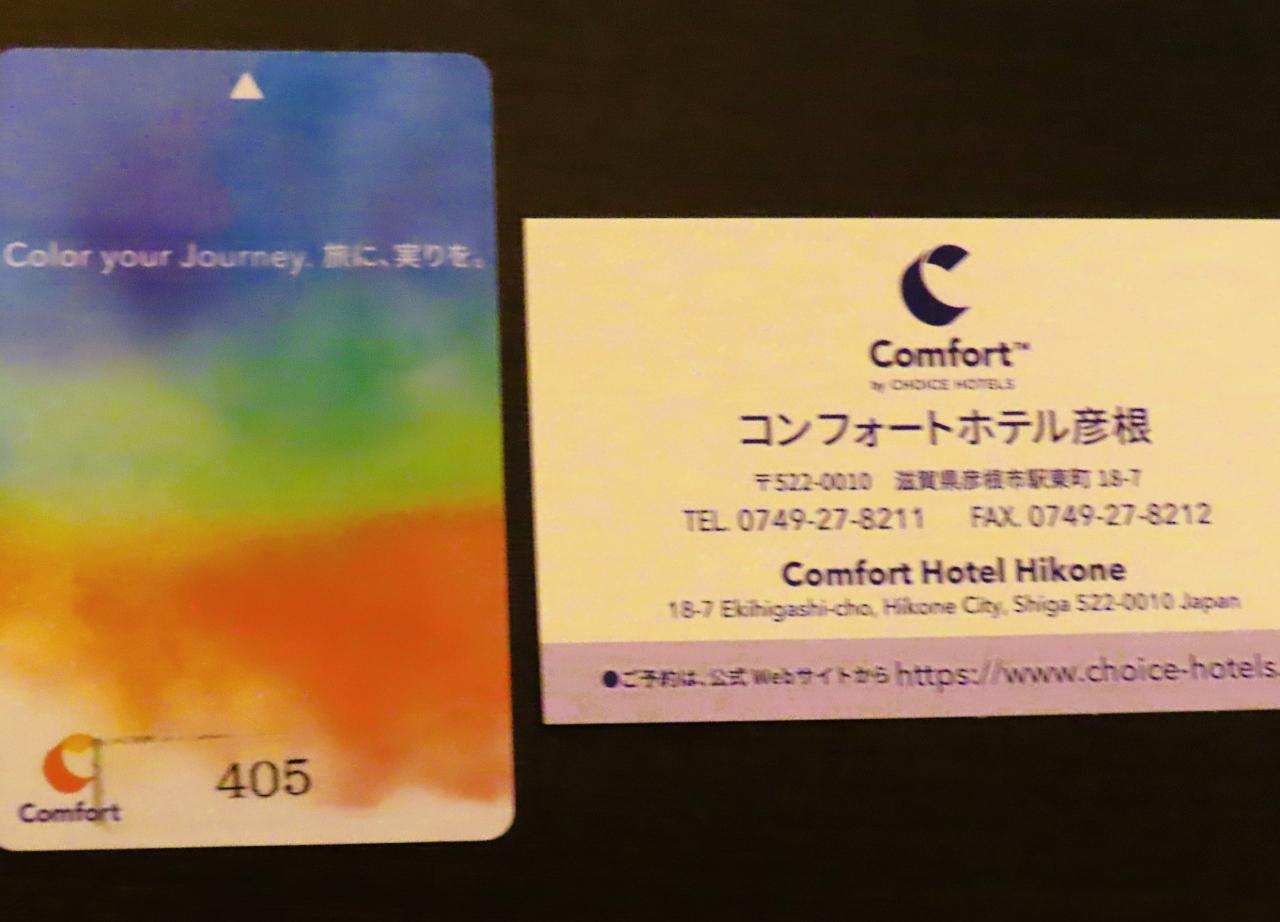 Color your Journey. 旅に、実りを。
Comfort
405
Comfort™
by CHOICE HOTELS
コンフォートホテル彦根
〒522-0010 滋賀県彦根市駅東町 18-7
TEL. 0749-27-8211 FAX. 0749-27-8212
Comfort Hotel Hikone
18-7 Ekihigashi-cho, Hikone City, Shiga 522-0010 Japan
●ご予約は、公式 Webサイトから https://www.choice-hotels.